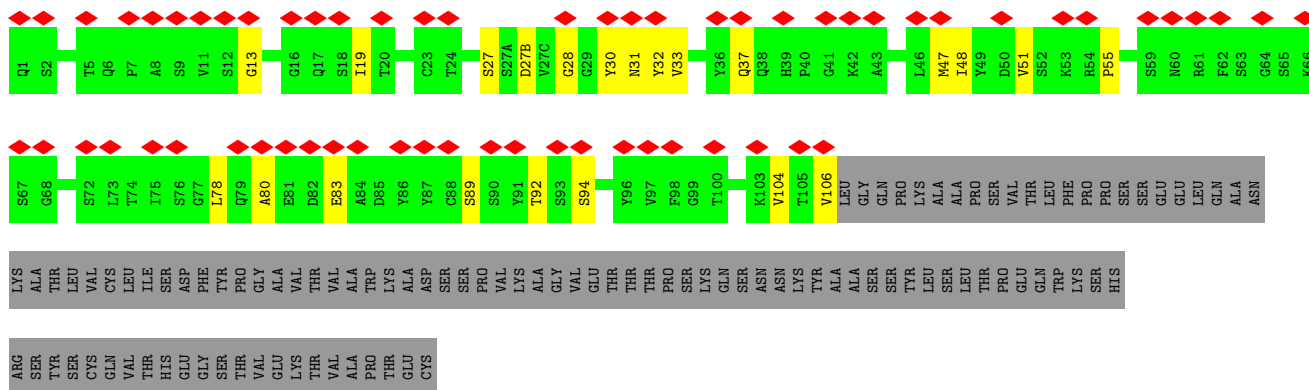 Q1 S2 T5 Q6 P7 A8 S9 V11 S12 G13 G16 Q17 S18 I19 T20 C23 T24 S27 S27A D27B V27C G28 G29 Y30 N31 Y32 V33 Y36 Q37 Q38 H39 P40 G41 K42 A43 L46 M47 I48 Y49 D50 V51 S52 K53 R54 P55 S59 N60 R61 F62 S63 G64 S65 K66
S67 G68 S72 L73 T74 I75 S76 G77 L78 Q79 A80 E81 D82 E83 A84 D85 Y86 Y87 C88 S89 S90 Y91 T92 S93 S94 Y96 V97 F98 G99 T100 K103 V104 T105 V106 LEU GLY GLN PRO LYS ALA ALA PRO SER VAL THR LEU PHE PRO PRO SER SER GLU GLU LEU GLN ALA ASN
LYS ALA THR LEU VAL CYS LEU ILE SER ASP PHE TYR PRO GLY ALA VAL THR VAL ALA TRP LYS ALA ASP SER SER PRO VAL LYS ALA GLY VAL GLU THR THR THR PRO SER LYS GLN SER ASN ASN LYS TYR ALA ALA SER SER TYR LEU SER LEU THR PRO GLU GLN TRP LYS SER HIS
ARG SER TYR SER CYS GLN VAL THR HIS GLU GLY SER THR VAL GLU LYS THR VAL ALA PRO THR GLU CYS